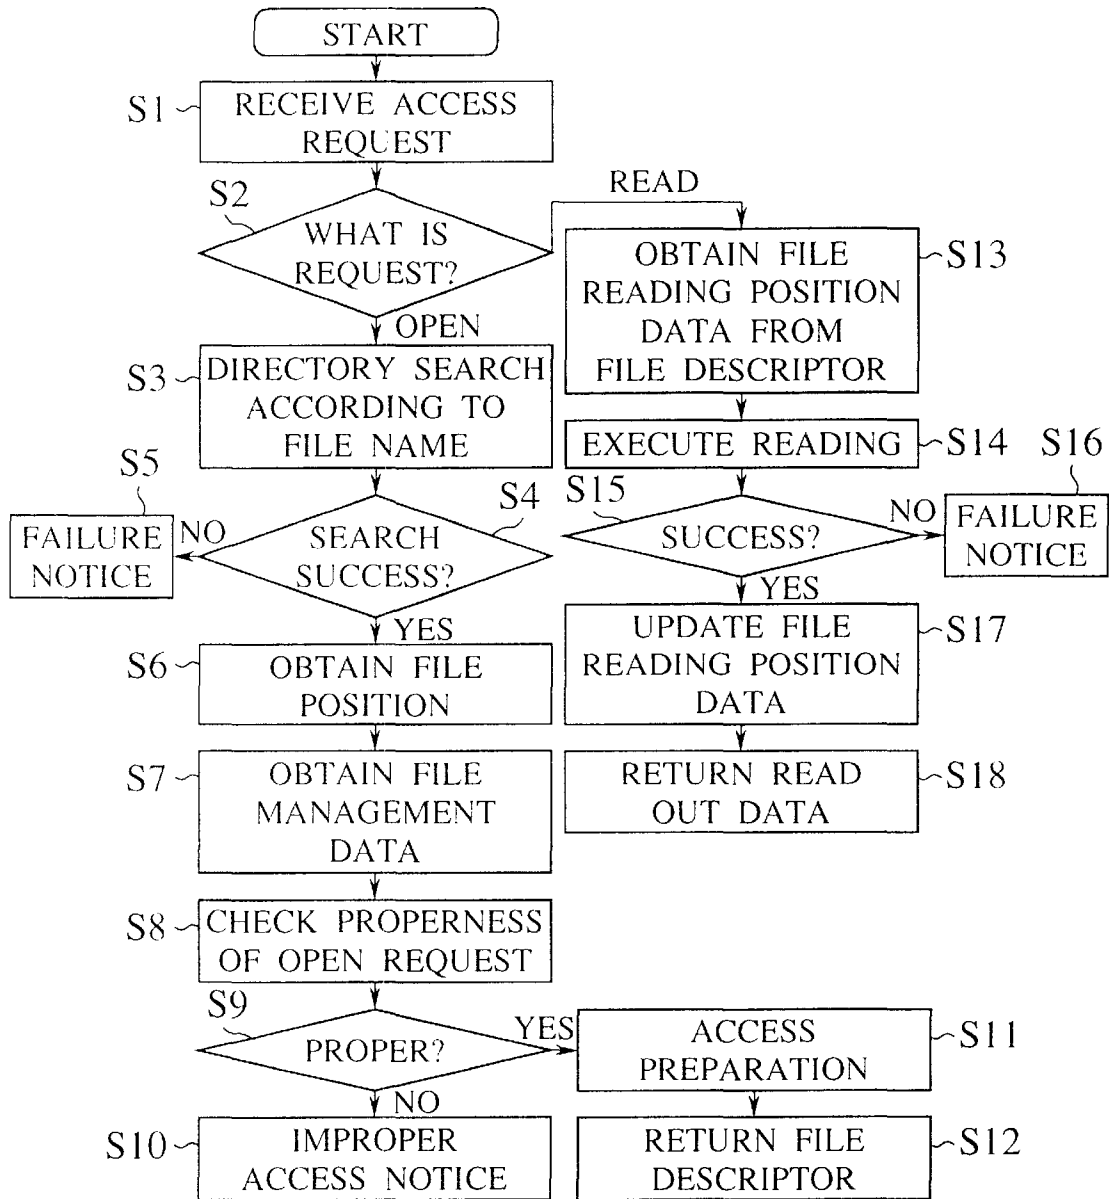 START
S1
RECEIVE ACCESS
REQUEST
S2
WHAT IS
REQUEST?
READ
OPEN
S13
OBTAIN FILE
READING POSITION
DATA FROM
FILE DESCRIPTOR
S3
DIRECTORY SEARCH
ACCORDING TO
FILE NAME
EXECUTE READING
S14
S5
FAILURE
NOTICE
NO
S4
SEARCH
SUCCESS?
YES
S15
SUCCESS?
NO
S16
FAILURE
NOTICE
YES
S6
OBTAIN FILE
POSITION
UPDATE FILE
READING POSITION
DATA
S17
S7
OBTAIN FILE
MANAGEMENT
DATA
RETURN READ
OUT DATA
S18
S8
CHECK PROPERNESS
OF OPEN REQUEST
S9
PROPER?
YES
ACCESS
PREPARATION
S11
NO
S10
IMPROPER
ACCESS NOTICE
RETURN FILE
DESCRIPTOR
S12